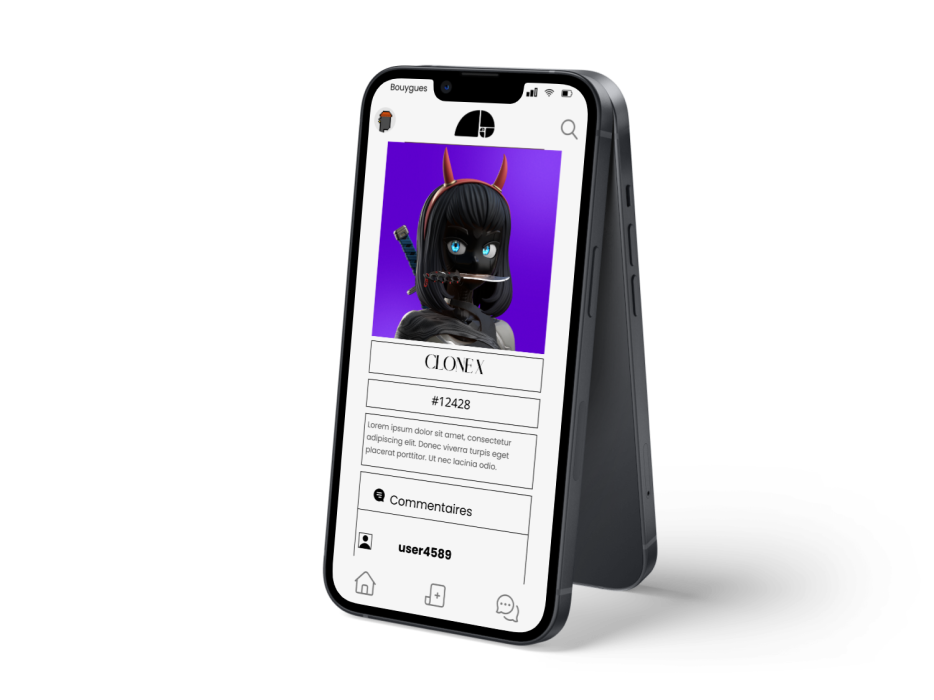 Bouygues
CLONE X
#12428
Lorem ipsum dolor sit amet, consectetur
adipiscing elit. Donec viverra turpis eget
placerat porttitor. Ut nec lacinia odio.
Commentaires
user4589